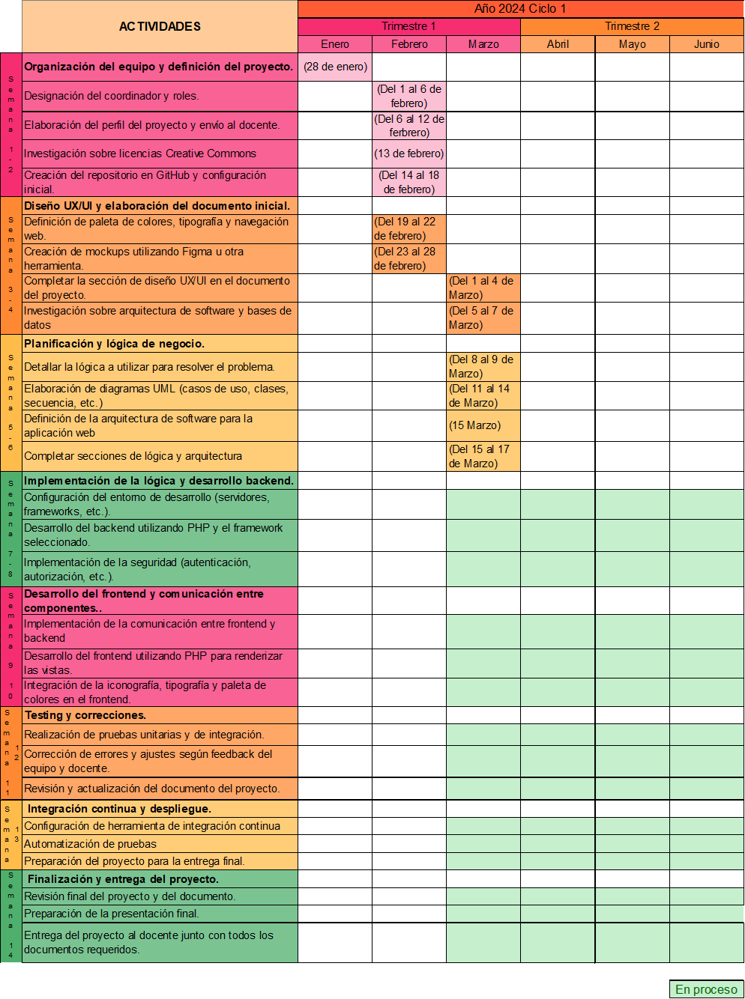 Año 2024 Ciclo 1
ACTIVIDADES
Trimestre 1
Trimestre 2
Enero
Febrero
Marzo
Abril
Mayo
Junio
Semana 1-2
Organización del equipo y definición del proyecto.
(28 de enero)
Designación del coordinador y roles.
(Del 1 al 6 de
febrero)
Elaboración del perfil del proyecto y envío al docente.
(Del 6 al 12 de
ferbrero)
Investigación sobre licencias Creative Commons
(13 de febrero)
Creación del repositorio en GitHub y configuración
inicial.
(Del 14 al 18
de febrero)
Semana 3-4
Diseño UX/UI y elaboración del documento inicial.
Definición de paleta de colores, tipografía y navegación
web.
(Del 19 al 22
de febrero)
Creación de mockups utilizando Figma u otra
herramienta.
(Del 23 al 28
de febrero)
Completar la sección de diseño UX/UI en el documento
del proyecto.
(Del 1 al 4 de
Marzo)
Investigación sobre arquitectura de software y bases de
datos
(Del 5 al 7 de
Marzo)
Semana 5-6
Planificación y lógica de negocio.
Detallar la lógica a utilizar para resolver el problema.
(Del 8 al 9 de
Marzo)
Elaboración de diagramas UML (casos de uso, clases,
secuencia, etc.)
(Del 11 al 14
de Marzo)
Definición de la arquitectura de software para la
aplicación web
(15 Marzo)
Completar secciones de lógica y arquitectura
(Del 15 al 17
de Marzo)
Semana 7-8
Implementación de la lógica y desarrollo backend.
Configuración del entorno de desarrollo (servidores,
frameworks, etc.).
Desarrollo del backend utilizando PHP y el framework
seleccionado.
Implementación de la seguridad (autenticación,
autorización, etc.).
Semana 9 10
Desarrollo del frontend y comunicación entre
componentes..
Implementación de la comunicación entre frontend y
backend
Desarrollo del frontend utilizando PHP para renderizar
las vistas.
Integración de la iconografía, tipografía y paleta de
colores en el frontend.
Semana 11 12
Testing y correcciones.
Realización de pruebas unitarias y de integración.
Corrección de errores y ajustes según feedback del
equipo y docente.
Revisión y actualización del documento del proyecto.
Semana 13
Integración continua y despliegue.
Configuración de herramienta de integración continua
Automatización de pruebas
Preparación del proyecto para la entrega final.
Semana 14
Finalización y entrega del proyecto.
Revisión final del proyecto y del documento.
Preparación de la presentación final.
Entrega del proyecto al docente junto con todos los
documentos requeridos.
En proceso